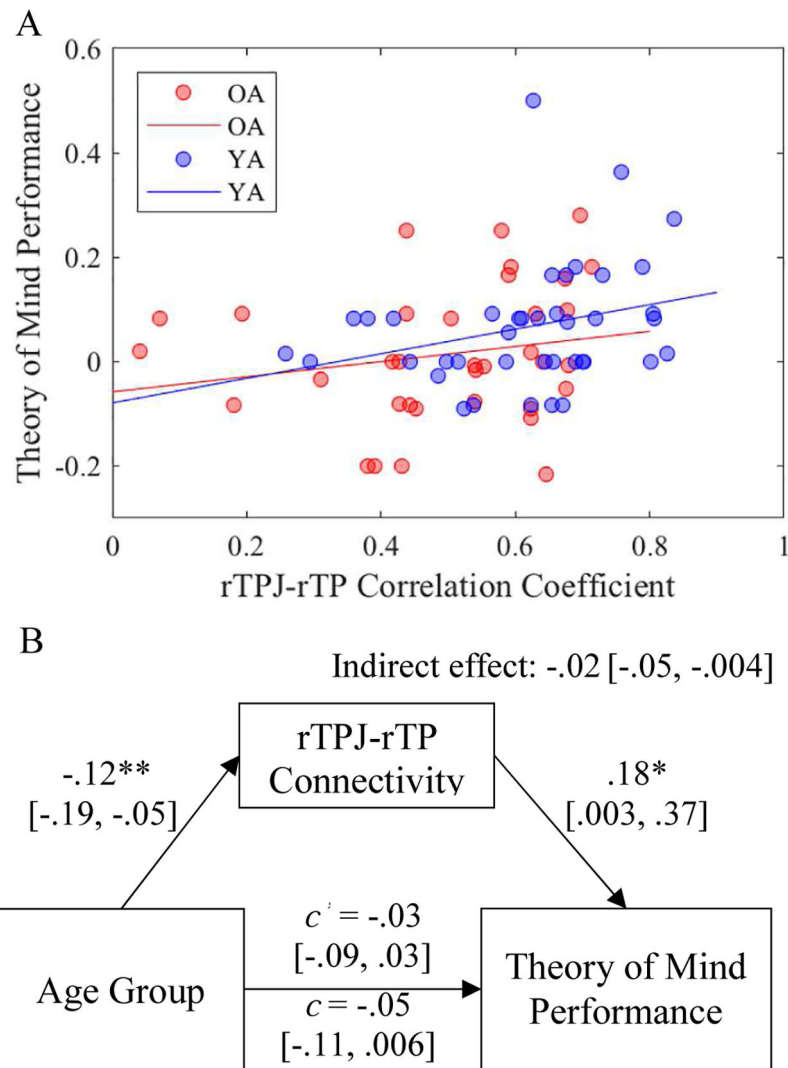 A
0.6
0.4
0.2
0
-0.2
Theory of Mind Performance
OA
OA
YA
YA
0 0.2 0.4 0.6 0.8 1
rTPJ-rTP Correlation Coefficient
B
Indirect effect: -.02 [-.05, -.004]
rTPJ-rTP
Connectivity
-.12**
[-.19, -.05]
.18*
[.003, .37]
Age Group
c’ = -.03
[-.09, .03]
c = -.05
[-.11, .006]
Theory of Mind
Performance